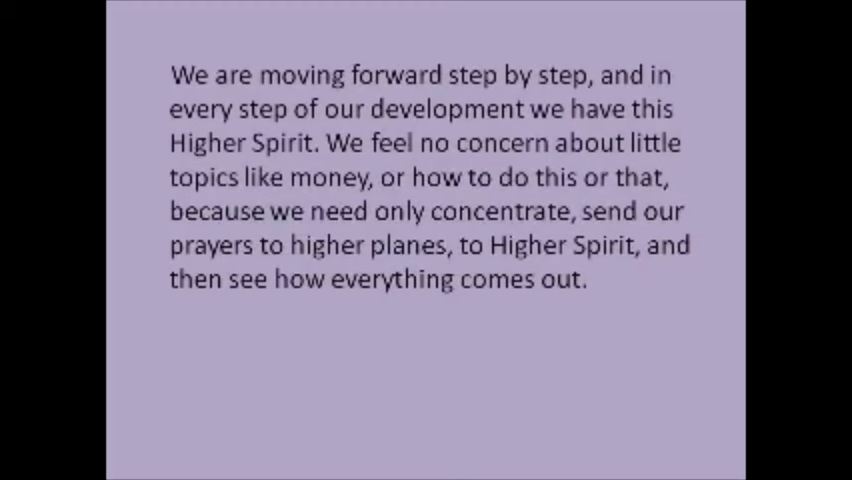 We are moving forward step by step, and in
every step of our development we have this
Higher Spirit. We feel no concern about little
topics like money, or how to do this or that,
because we need only concentrate, send our
prayers to higher planes, to Higher Spirit, and
then see how everything comes out.